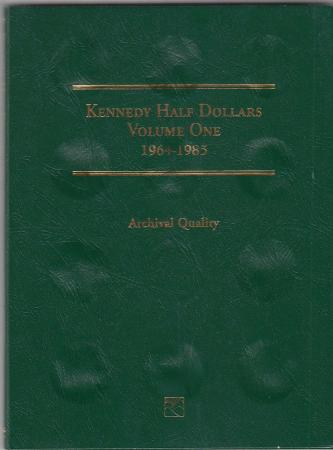 KENNEDY HALF DOLLARS
VOLUME ONE
1964-1985
Archival Quality